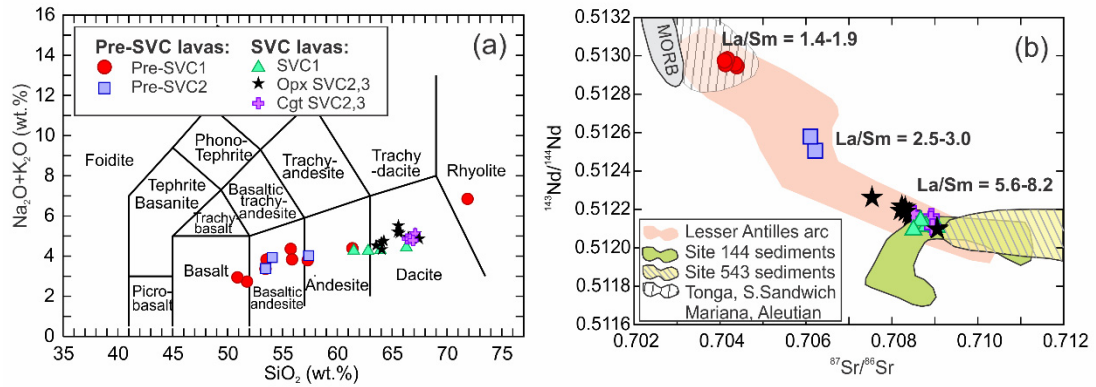 (a)
Pre-SVC lavas:
Pre-SVC1
Pre-SVC2
SVC lavas:
SVC1
Opx SVC2,3
Cgt SVC2,3
Na2O+K2O (wt.%)
16
14
12
10
8
6
4
2
0
Foidite
Phono-
Tephrite
Trachy-
andesite
Trachy
-dacite
Rhyolite
Tephrite
Basanite
Basaltic
trachy-
andesite
Trachy-
basalt
Basalt
Picro-
basalt
Basaltic
andesite
Andesite
Dacite
35 40 45 50 55 60 65 70 75
SiO2 (wt.%)
(b)
MORB
La/Sm = 1.4-1.9
La/Sm = 2.5-3.0
La/Sm = 5.6-8.2
143Nd/144Nd
0.5132
0.5130
0.5128
0.5126
0.5124
0.5122
0.5120
0.5118
0.5116
Lesser Antilles arc
Site 144 sediments
Site 543 sediments
Tonga, S.Sandwich
Mariana, Aleutian
0.702 0.704 0.706 0.708 0.710 0.712
87Sr/86Sr